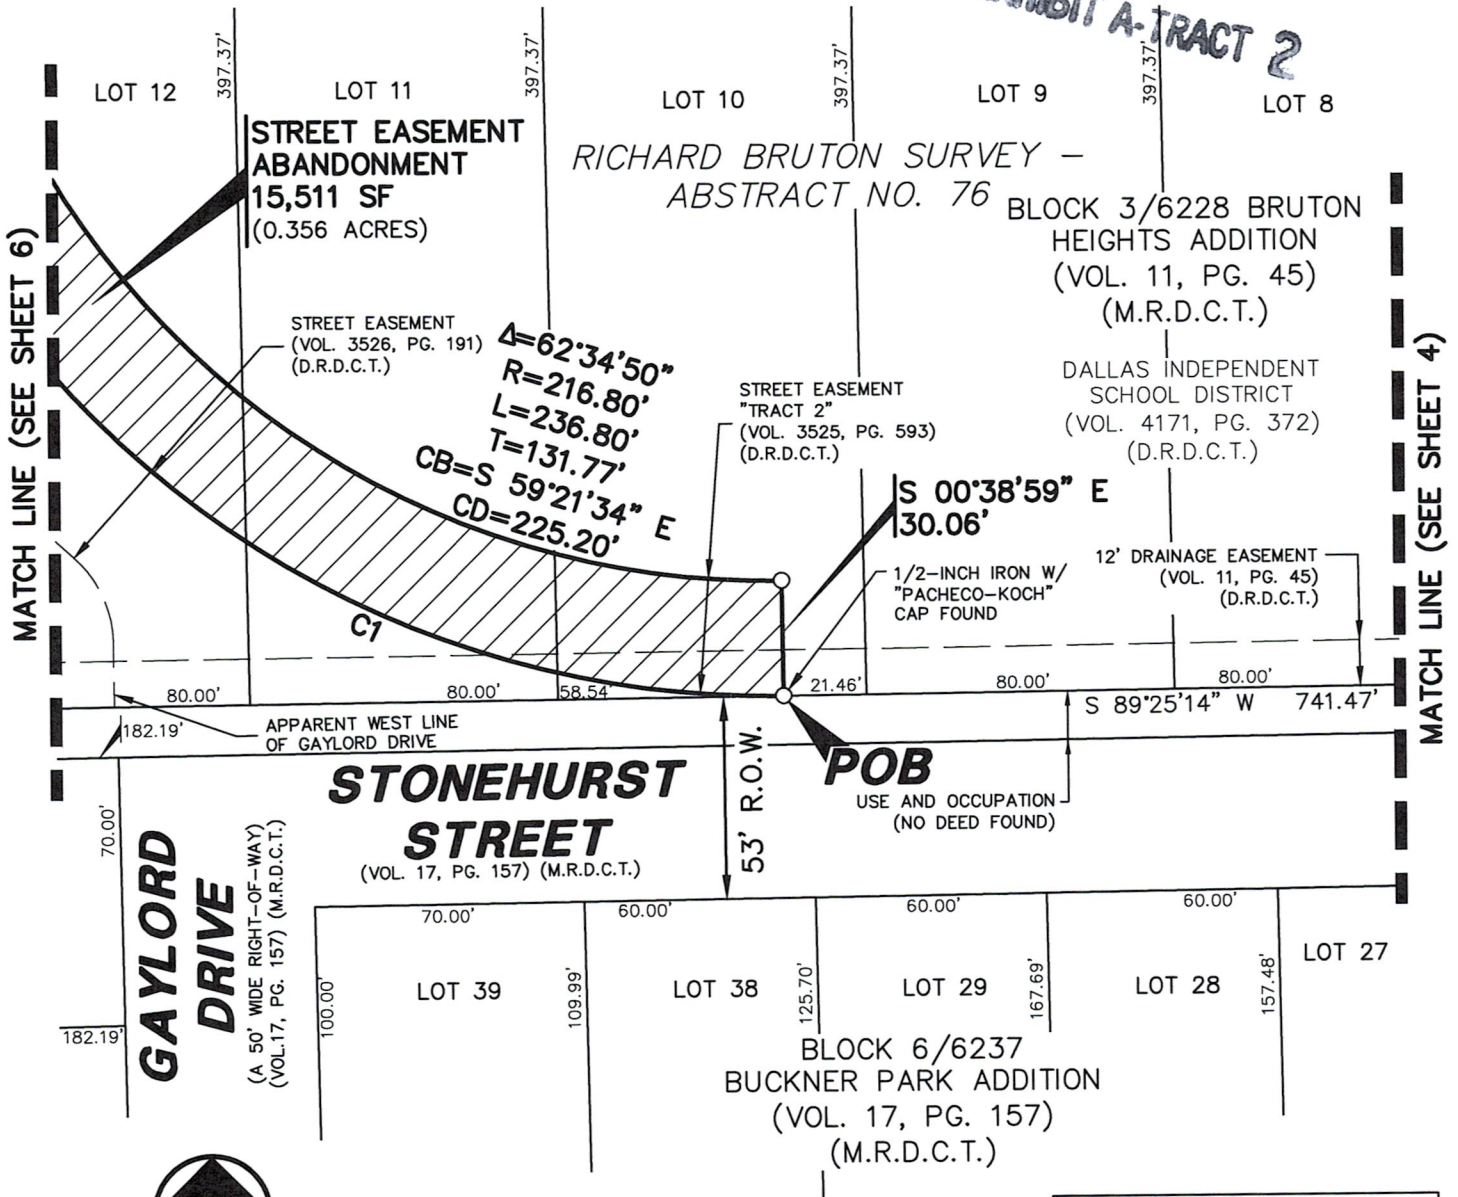 EXHIBIT A-TRACT 2
LOT 12
397.37'
LOT 11
397.37'
LOT 10
397.37'
LOT 9
397.37'
LOT 8
STREET EASEMENT
ABANDONMENT
15,511 SF
(0.356 ACRES)
RICHARD BRUTON SURVEY –
ABSTRACT NO. 76
BLOCK 3/6228 BRUTON
HEIGHTS ADDITION
(VOL. 11, PG. 45)
(M.R.D.C.T.)
DALLAS INDEPENDENT
SCHOOL DISTRICT
(VOL. 4171, PG. 372)
(D.R.D.C.T.)
MATCH LINE (SEE SHEET 6)
MATCH LINE (SEE SHEET 4)
STREET EASEMENT
(VOL. 3526, PG. 191)
(D.R.D.C.T.)
Δ=62°34'50"
R=216.80'
L=236.80'
T=131.77'
CB=S 59°21'34" E
CD=225.20'
STREET EASEMENT
"TRACT 2"
(VOL. 3525, PG. 593)
(D.R.D.C.T.)
S 00°38'59" E
30.06'
1/2–INCH IRON W/
"PACHECO–KOCH"
CAP FOUND
12' DRAINAGE EASEMENT
(VOL. 11, PG. 45)
(D.R.D.C.T.)
C1
80.00'
80.00'
58.54
21.46'
80.00'
80.00'
S 89°25'14" W 741.47'
182.19'
APPARENT WEST LINE
OF GAYLORD DRIVE
POB
USE AND OCCUPATION
(NO DEED FOUND)
STONEHURST
STREET
(VOL. 17, PG. 157) (M.R.D.C.T.)
53' R.O.W.
70.00'
GAYLORD
DRIVE
(A 50' WIDE RIGHT–OF–WAY)
(VOL.17, PG. 157) (M.R.D.C.T.)
182.19'
70.00'
60.00'
60.00'
60.00'
100.00'
LOT 39
109.99'
LOT 38
125.70'
LOT 29
167.69'
LOT 28
157.48'
LOT 27
BLOCK 6/6237
BUCKNER PARK ADDITION
(VOL. 17, PG. 157)
(M.R.D.C.T.)